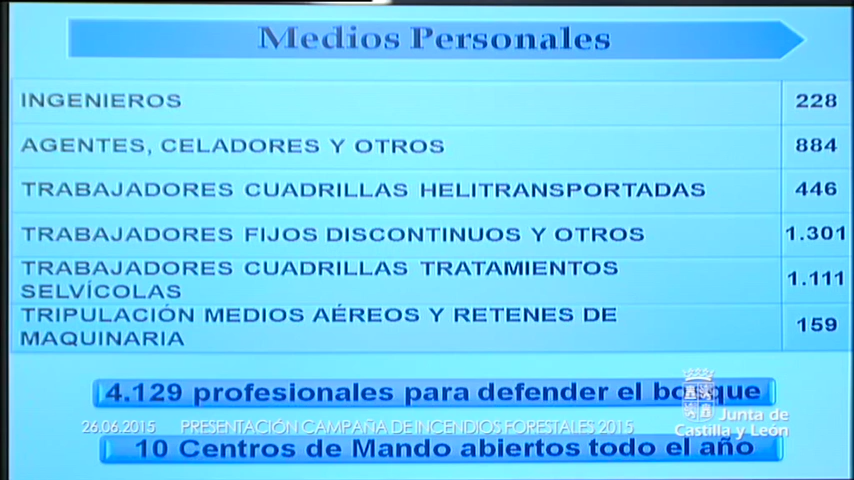 Medios Personales
INGENIEROS 228
AGENTES, CELADORES Y OTROS 884
TRABAJADORES CUADRILLAS HELITRANSPORTADAS 446
TRABAJADORES FIJOS DISCONTINUOS Y OTROS 1.301
TRABAJADORES CUADRILLAS TRATAMIENTOS
SELVÍCOLAS 1.111
TRIPULACIÓN MEDIOS AÉREOS Y RETENES DE
MAQUINARIA 159
4.129 profesionales para defender el bosque
26.06.2015 PRESENTACIÓN CAMPAÑA DE INCENDIOS FORESTALES 2015
Junta de
Castilla y León
10 Centros de Mando abiertos todo el año